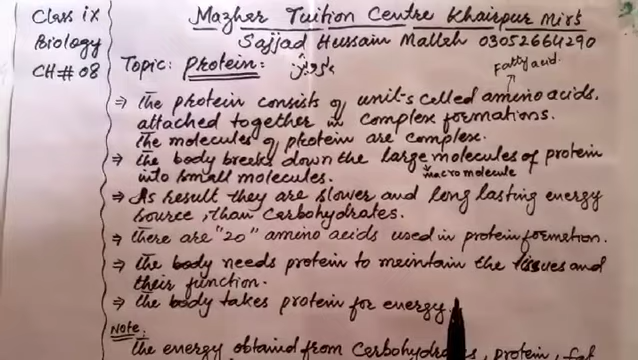 Class ix
Biology
CH# 08
Mazher Tuition Centre Khairpur Mir's
Sajjad Hussain Mallah 03052664290
Topic: Protein:
Fatty acid.
⇒ The protein consists of unit's called amino acids.
attached together in complex formations.
The molecules of protein are complex.
⇒ the body breaks down the large molecules of protein
into small molecules.
macromolecule
⇒ As result they are slower and long lasting energy
source, than Carbohydrates.
⇒ there are "20" amino acids used in protein formation.
⇒ the body needs protein to maintain the tissues and
their function.
⇒ the body takes protein for energy.
Note:
The energy obtained from Carbohydrates, protein, fat